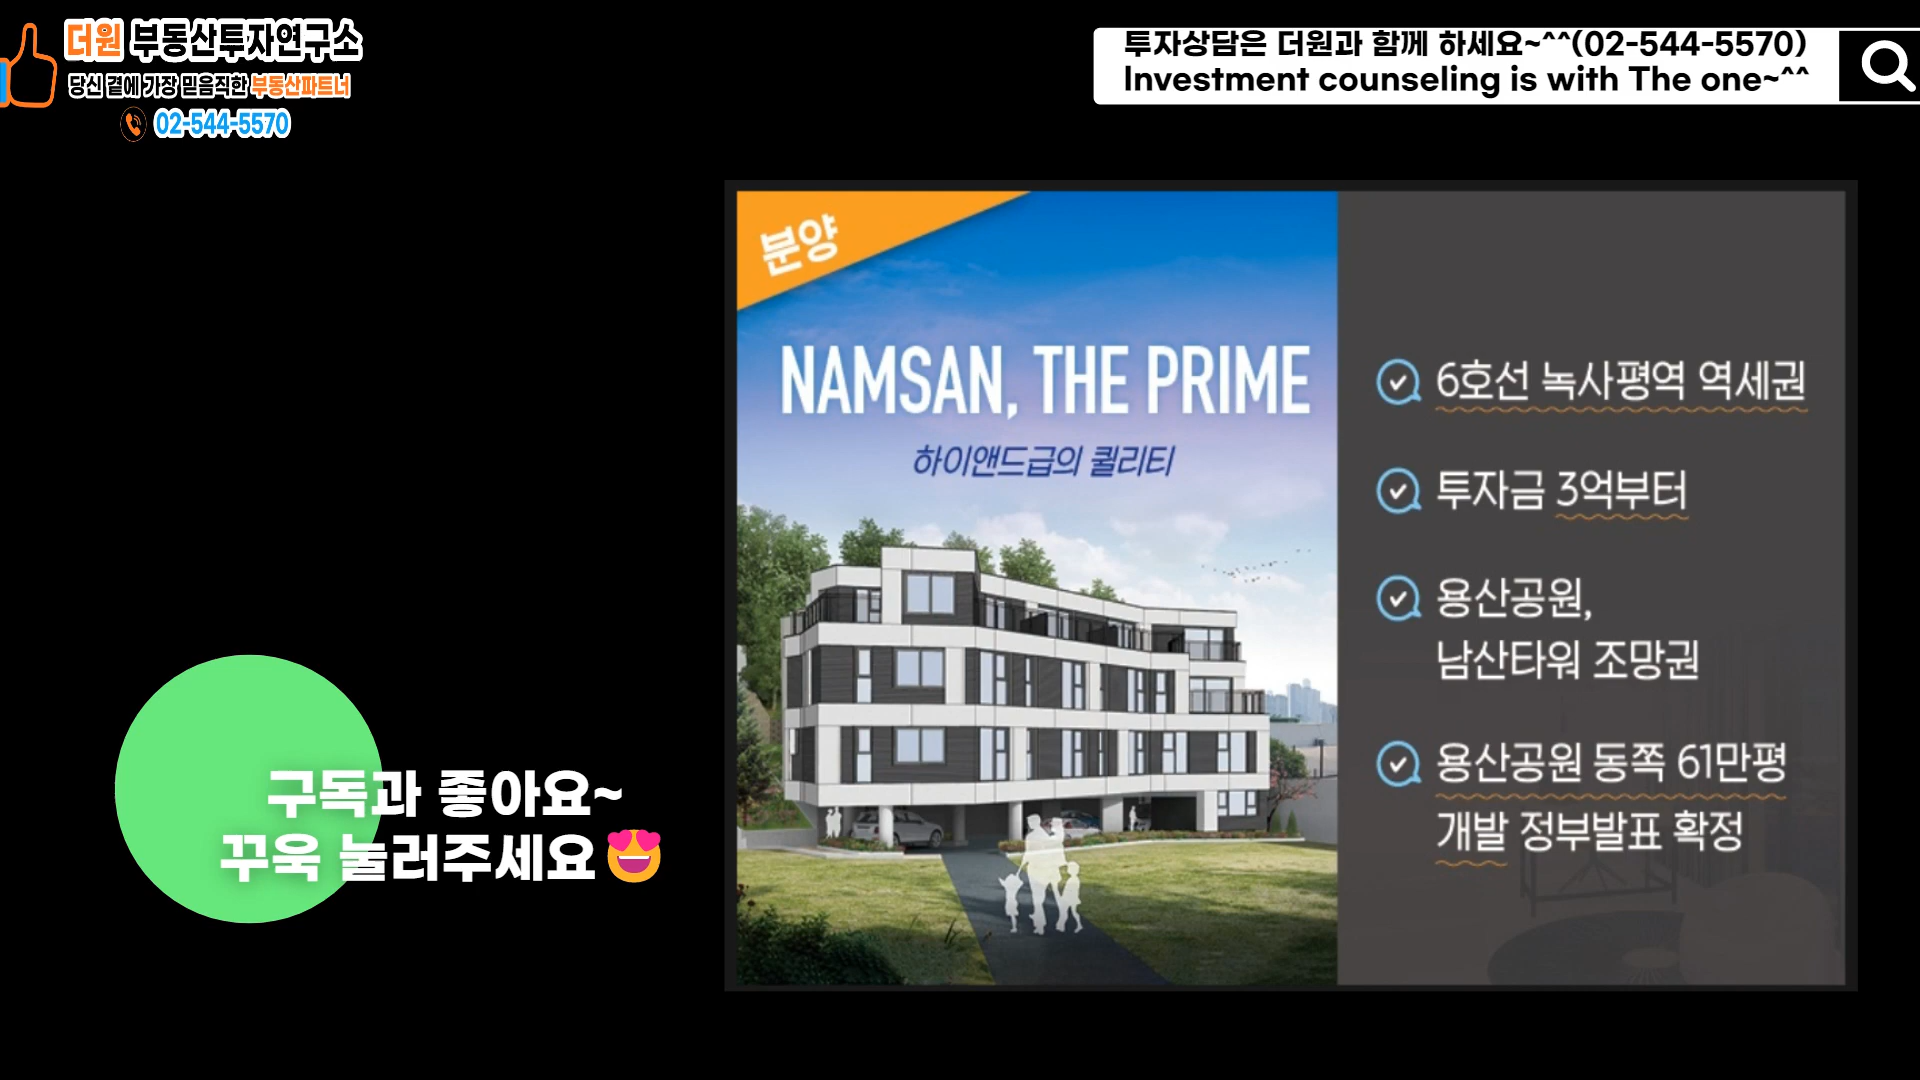 더원 부동산투자연구소
당신 곁에 가장 믿음직한 부동산파트너
02-544-5570
투자상담은 더원과 함께 하세요~^^(02-544-5570)
Investment counseling is with The one~^^
분양
NAMSAN, THE PRIME
하이앤드급의 퀄리티
6호선 녹사평역 역세권
투자금 3억부터
용산공원,
남산타워 조망권
용산공원 동쪽 61만평
개발 정부발표 확정
구독과 좋아요~
꾸욱 눌러주세요😍